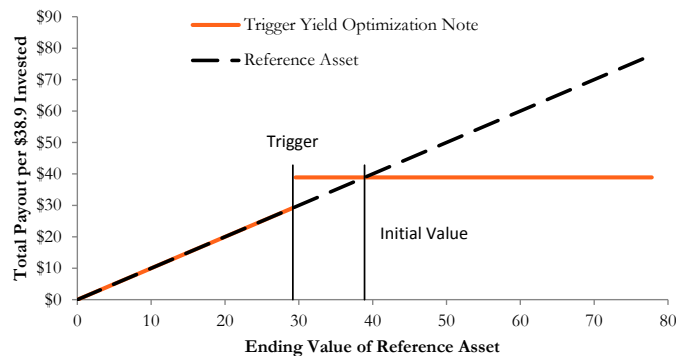 $90
$80
$70
$60
$50
$40
$30
$20
$10
$0
Total Payout per $38.9 Invested
Trigger Yield Optimization Note
Reference Asset
Trigger
Initial Value
0 10 20 30 40 50 60 70 80
Ending Value of Reference Asset